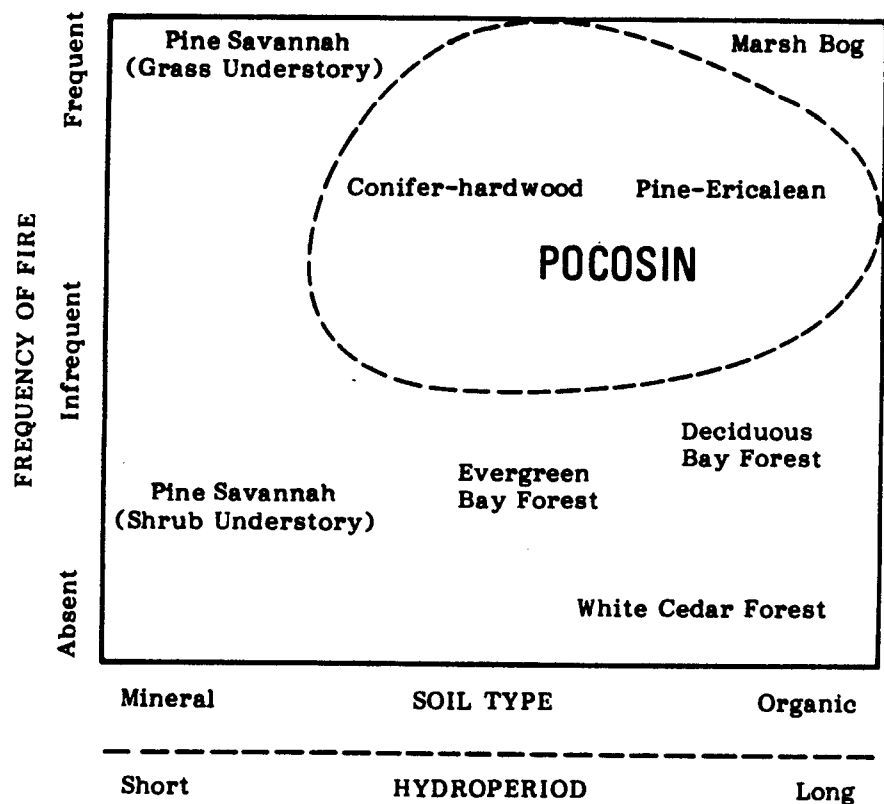 Pine Savannah
(Grass Understory)
Marsh Bog
Conifer-hardwood
Pine-Ericalean
POCOSIN
Deciduous
Bay Forest
Evergreen
Bay Forest
Pine Savannah
(Shrub Understory)
White Cedar Forest
FREQUENCY OF FIRE
Frequent
Infrequent
Absent
Mineral SOIL TYPE Organic
Short HYDROPERIOD Long